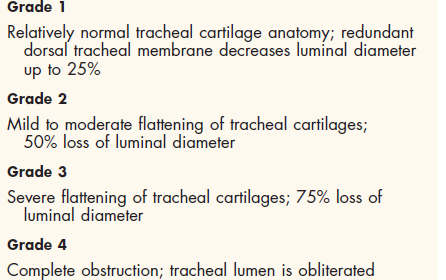 Grade 1
Relatively normal tracheal cartilage anatomy; redundant
dorsal tracheal membrane decreases luminal diameter
up to 25%
Grade 2
Mild to moderate flattening of tracheal cartilages;
50% loss of luminal diameter
Grade 3
Severe flattening of tracheal cartilages; 75% loss of
luminal diameter
Grade 4
Complete obstruction; tracheal lumen is obliterated